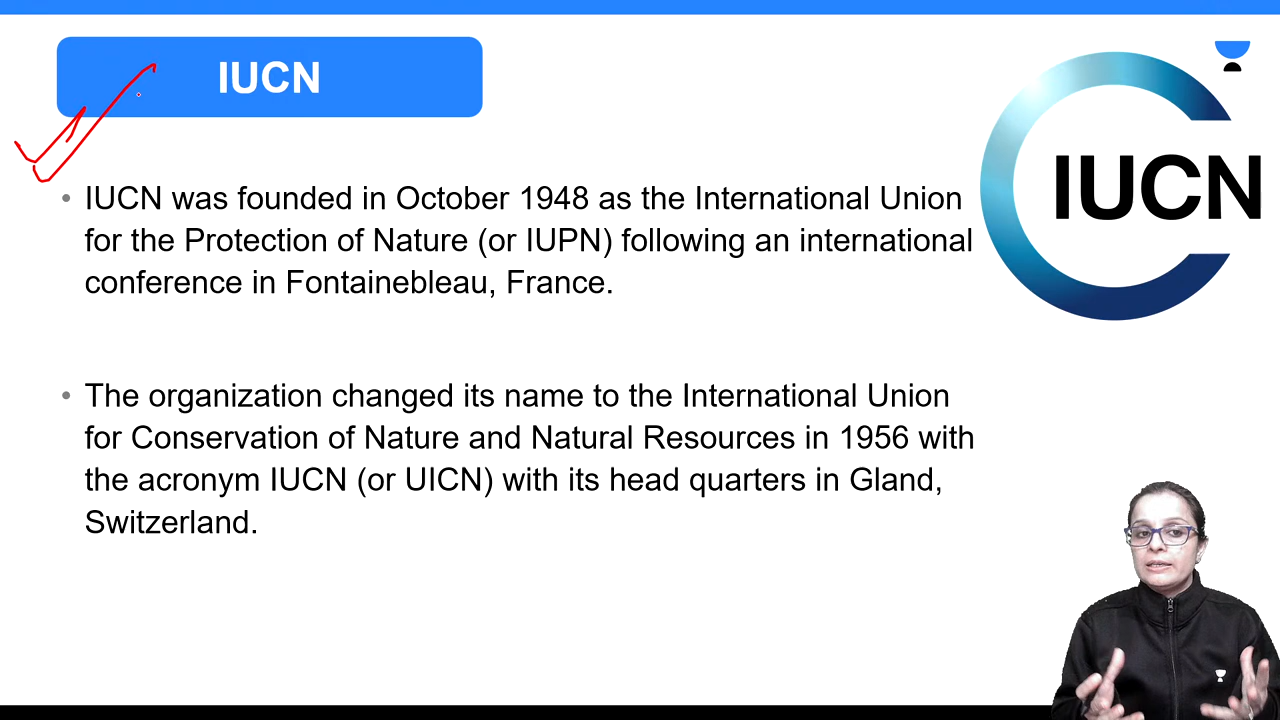 IUCN
IUCN
• IUCN was founded in October 1948 as the International Union
for the Protection of Nature (or IUPN) following an international
conference in Fontainebleau, France.
• The organization changed its name to the International Union
for Conservation of Nature and Natural Resources in 1956 with
the acronym IUCN (or UICN) with its head quarters in Gland,
Switzerland.